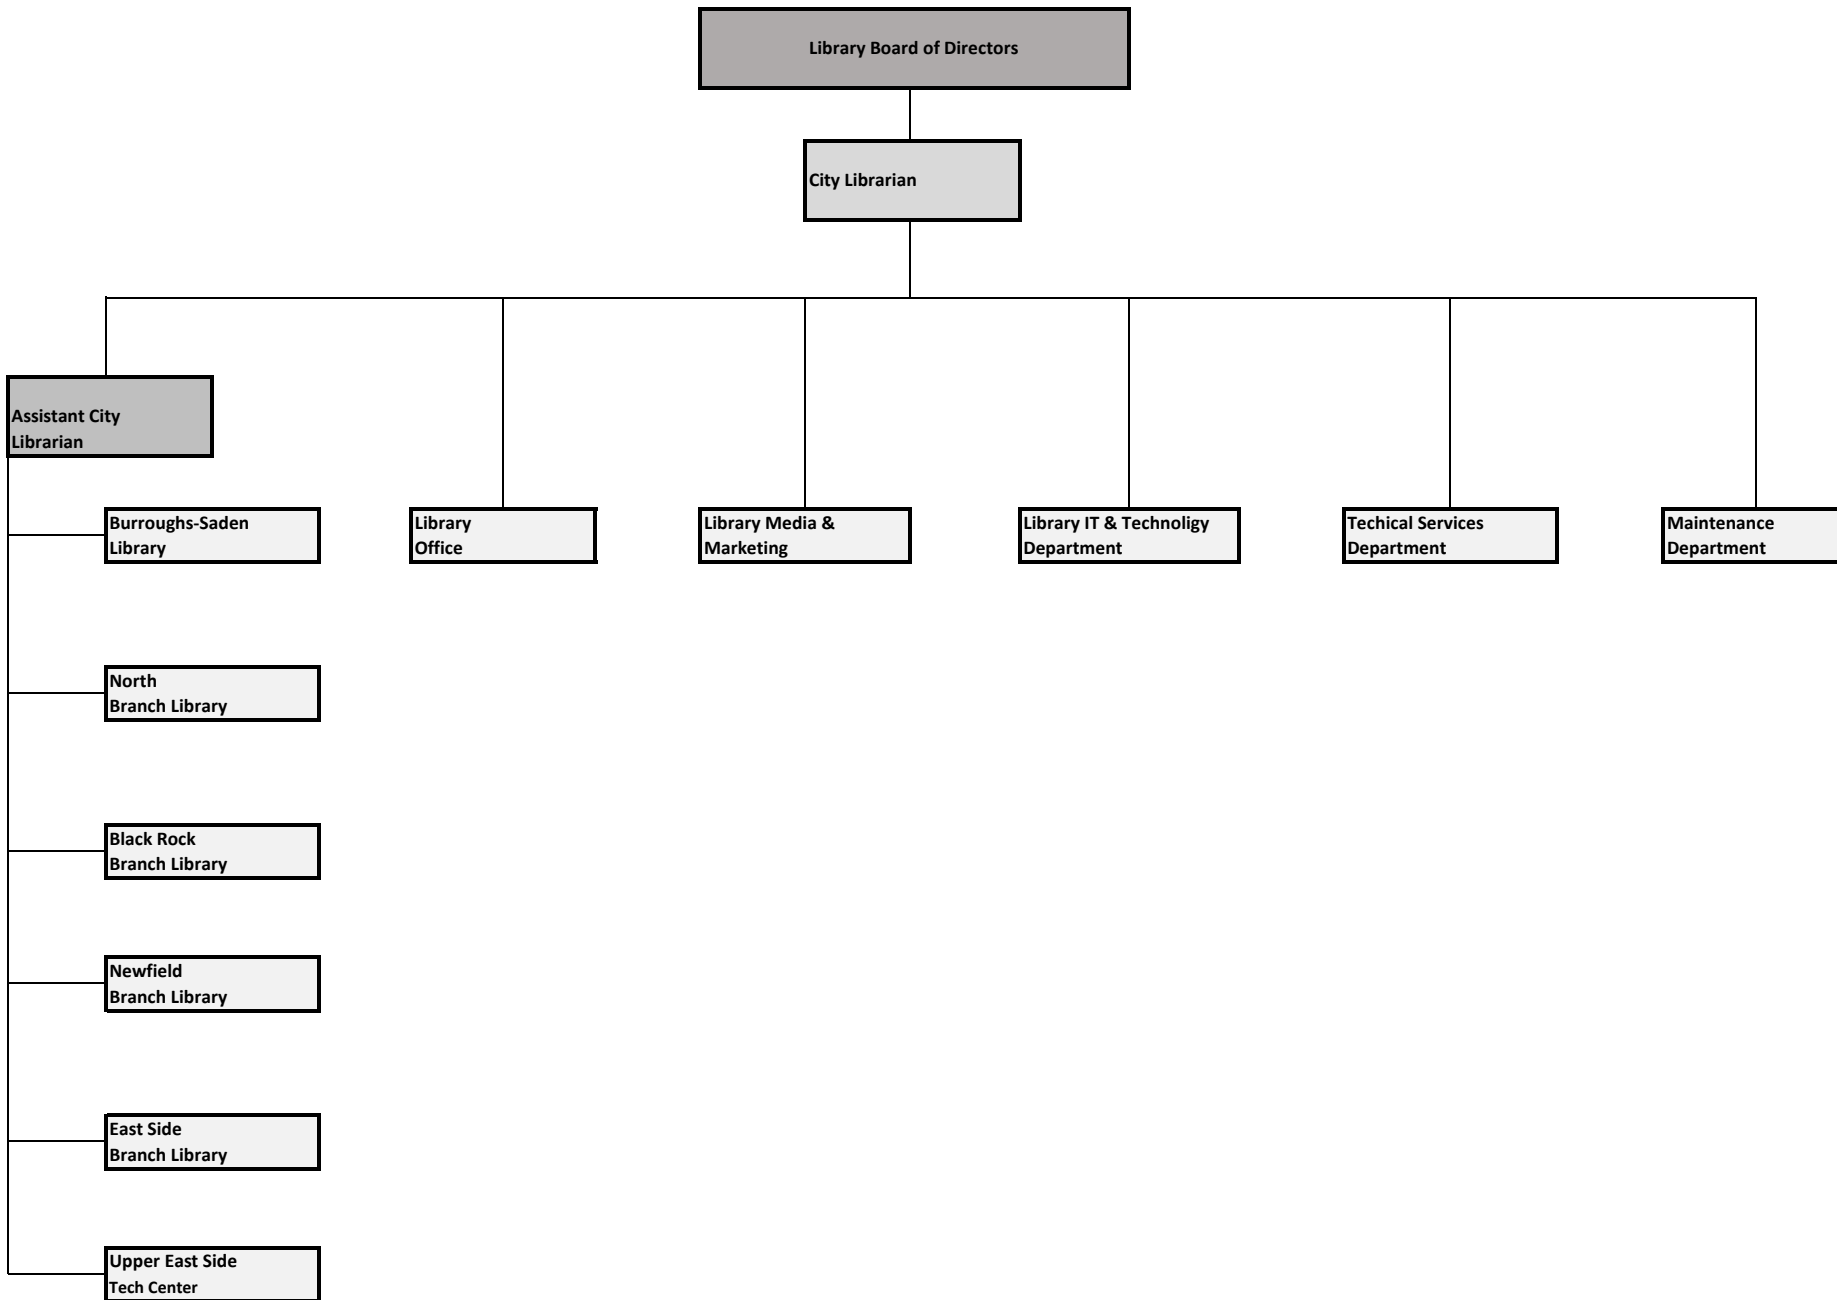 Library Board of Directors
City Librarian
Assistant City
Librarian
Burroughs-Saden
Library
Library
Office
Library Media &
Marketing
Library IT & Technoligy
Department
Techical Services
Department
Maintenance
Department
North
Branch Library
Black Rock
Branch Library
Newfield
Branch Library
East Side
Branch Library
Upper East Side
Tech Center